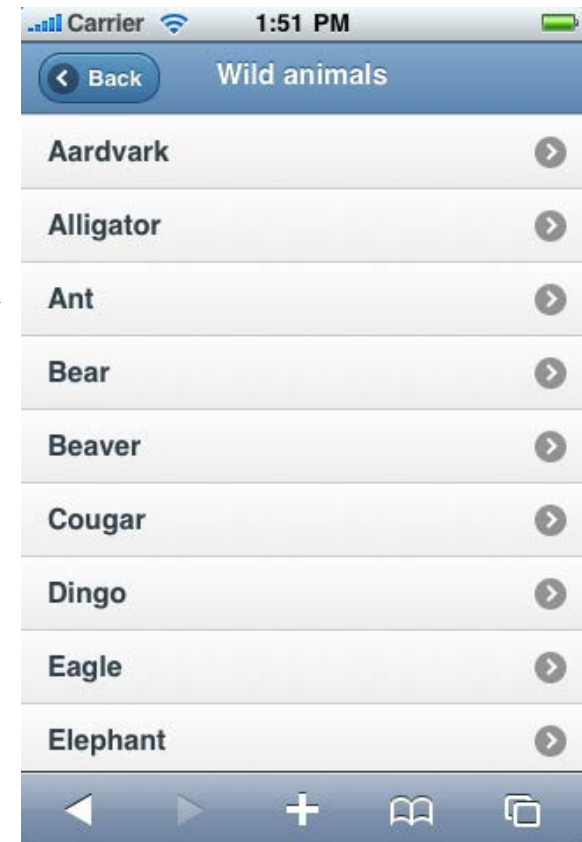 Carrier 1:51 PM
Back Wild animals
Aardvark
Alligator
Ant
Bear
Beaver
Cougar
Dingo
Eagle
Elephant